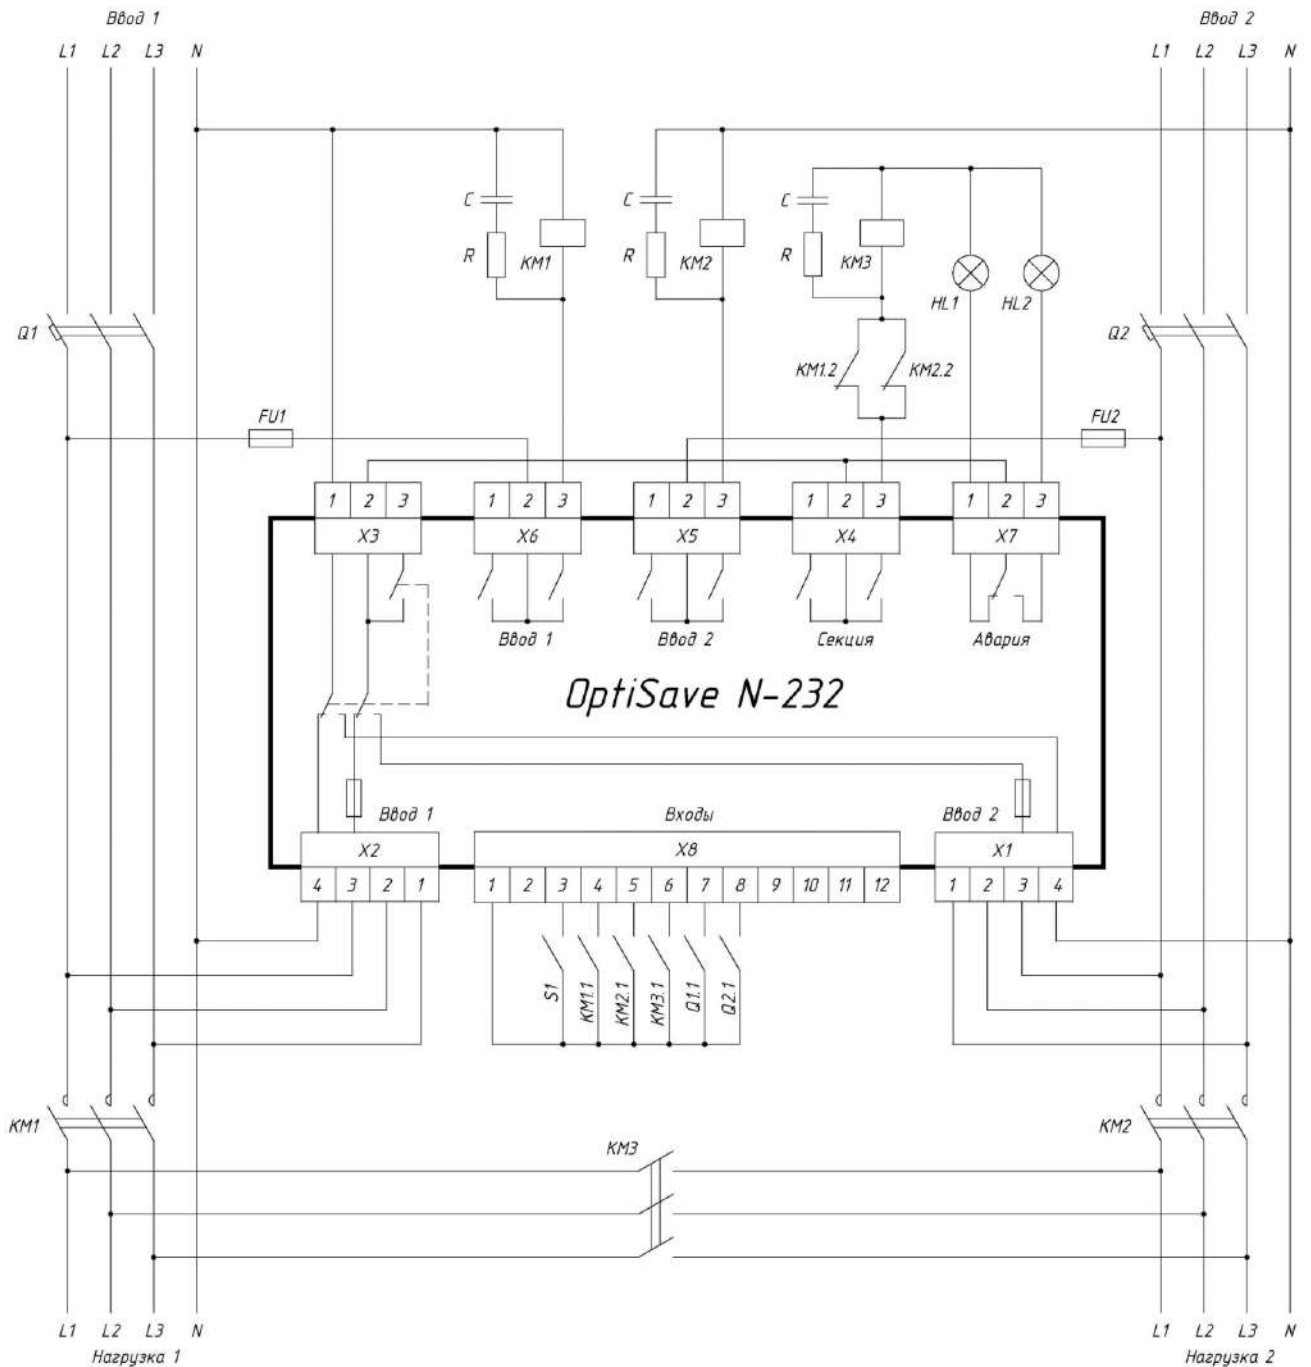 Ввод 1 Ввод 2
L1 L2 L3 N L1 L2 L3 N
C C C
R KM1 R KM2 R KM3
HL1 HL2
Q1 Q2
KM1.2 KM2.2
FU1 FU2
1 2 3 1 2 3 1 2 3 1 2 3 1 2 3
X3 X6 X5 X4 X7
Ввод 1 Ввод 2 Секция Авария
OptiSave N-232
Ввод 1 Входы Ввод 2
X2 X8 X1
4 3 2 1 1 2 3 4 5 6 7 8 9 10 11 12 1 2 3 4
S1 KM1.1 KM2.1 KM3.1 Q1.1 Q2.1
KM1 KM2
KM3
L1 L2 L3 N L1 L2 L3 N
Нагрузка 1 Нагрузка 2